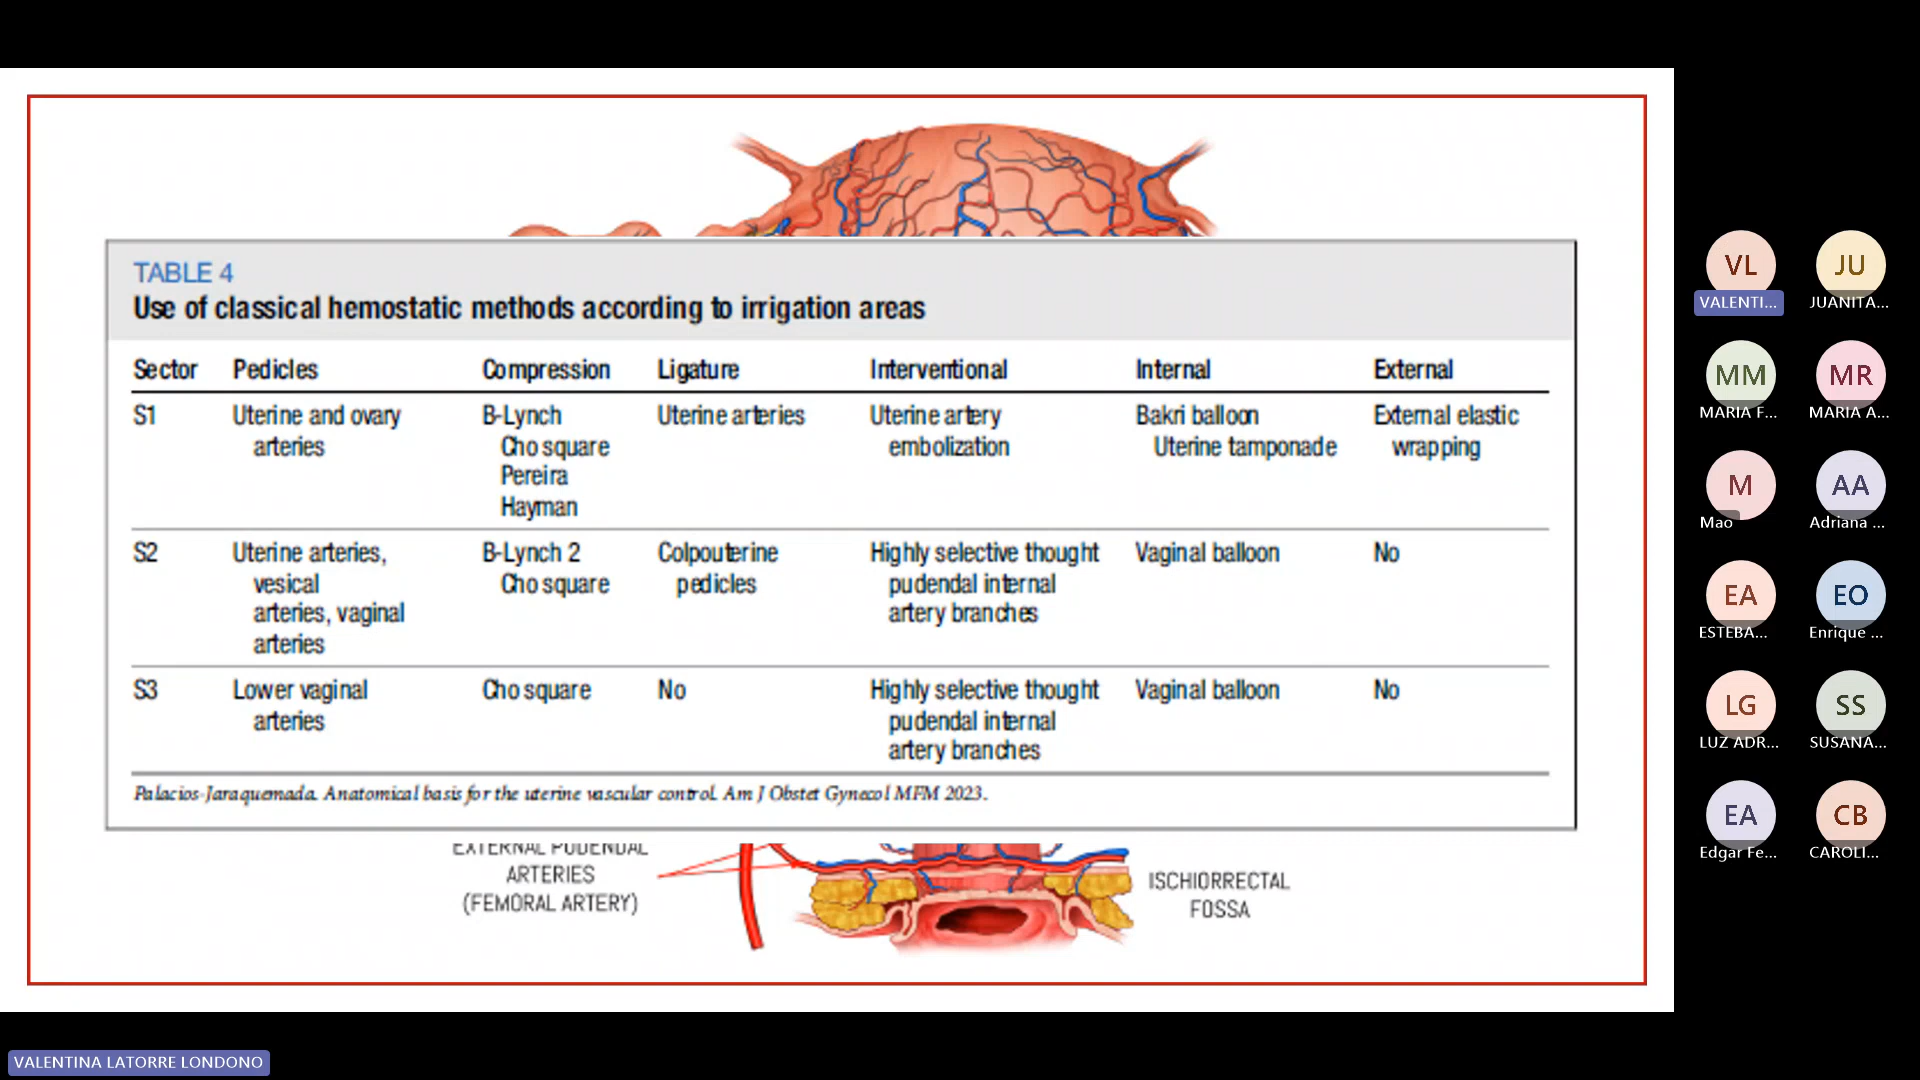 TABLE 4
Use of classical hemostatic methods according to irrigation areas
Sector Pedicles Compression Ligature Interventional Internal External
S1 Uterine and ovary B-Lynch Uterine arteries Uterine artery Bakri balloon External elastic
arteries Cho square embolization Uterine tamponade wrapping
Pereira
Hayman
S2 Uterine arteries, B-Lynch 2 Colpouterine Highly selective thought Vaginal balloon No
vesical Cho square pedicles pudendal internal
arteries, vaginal artery branches
arteries
S3 Lower vaginal Cho square No Highly selective thought Vaginal balloon No
arteries pudendal internal
artery branches
Palacios-Jaraquemada. Anatomical basis for the uterine vascular control. Am J Obstet Gynecol MFM 2023.
EXTERNAL PUDENDAL
ARTERIES
(FEMORAL ARTERY)
ISCHIORRECTAL
FOSSA
VL JU
VALENTI... JUANITA...
MM MR
MARIA F... MARIA A...
M AA
Mao Adriana ...
EA EO
ESTEBA... Enrique ...
LG SS
LUZ ADR... SUSANA...
EA CB
Edgar Fe... CAROLI...
VALENTINA LATORRE LONDONO